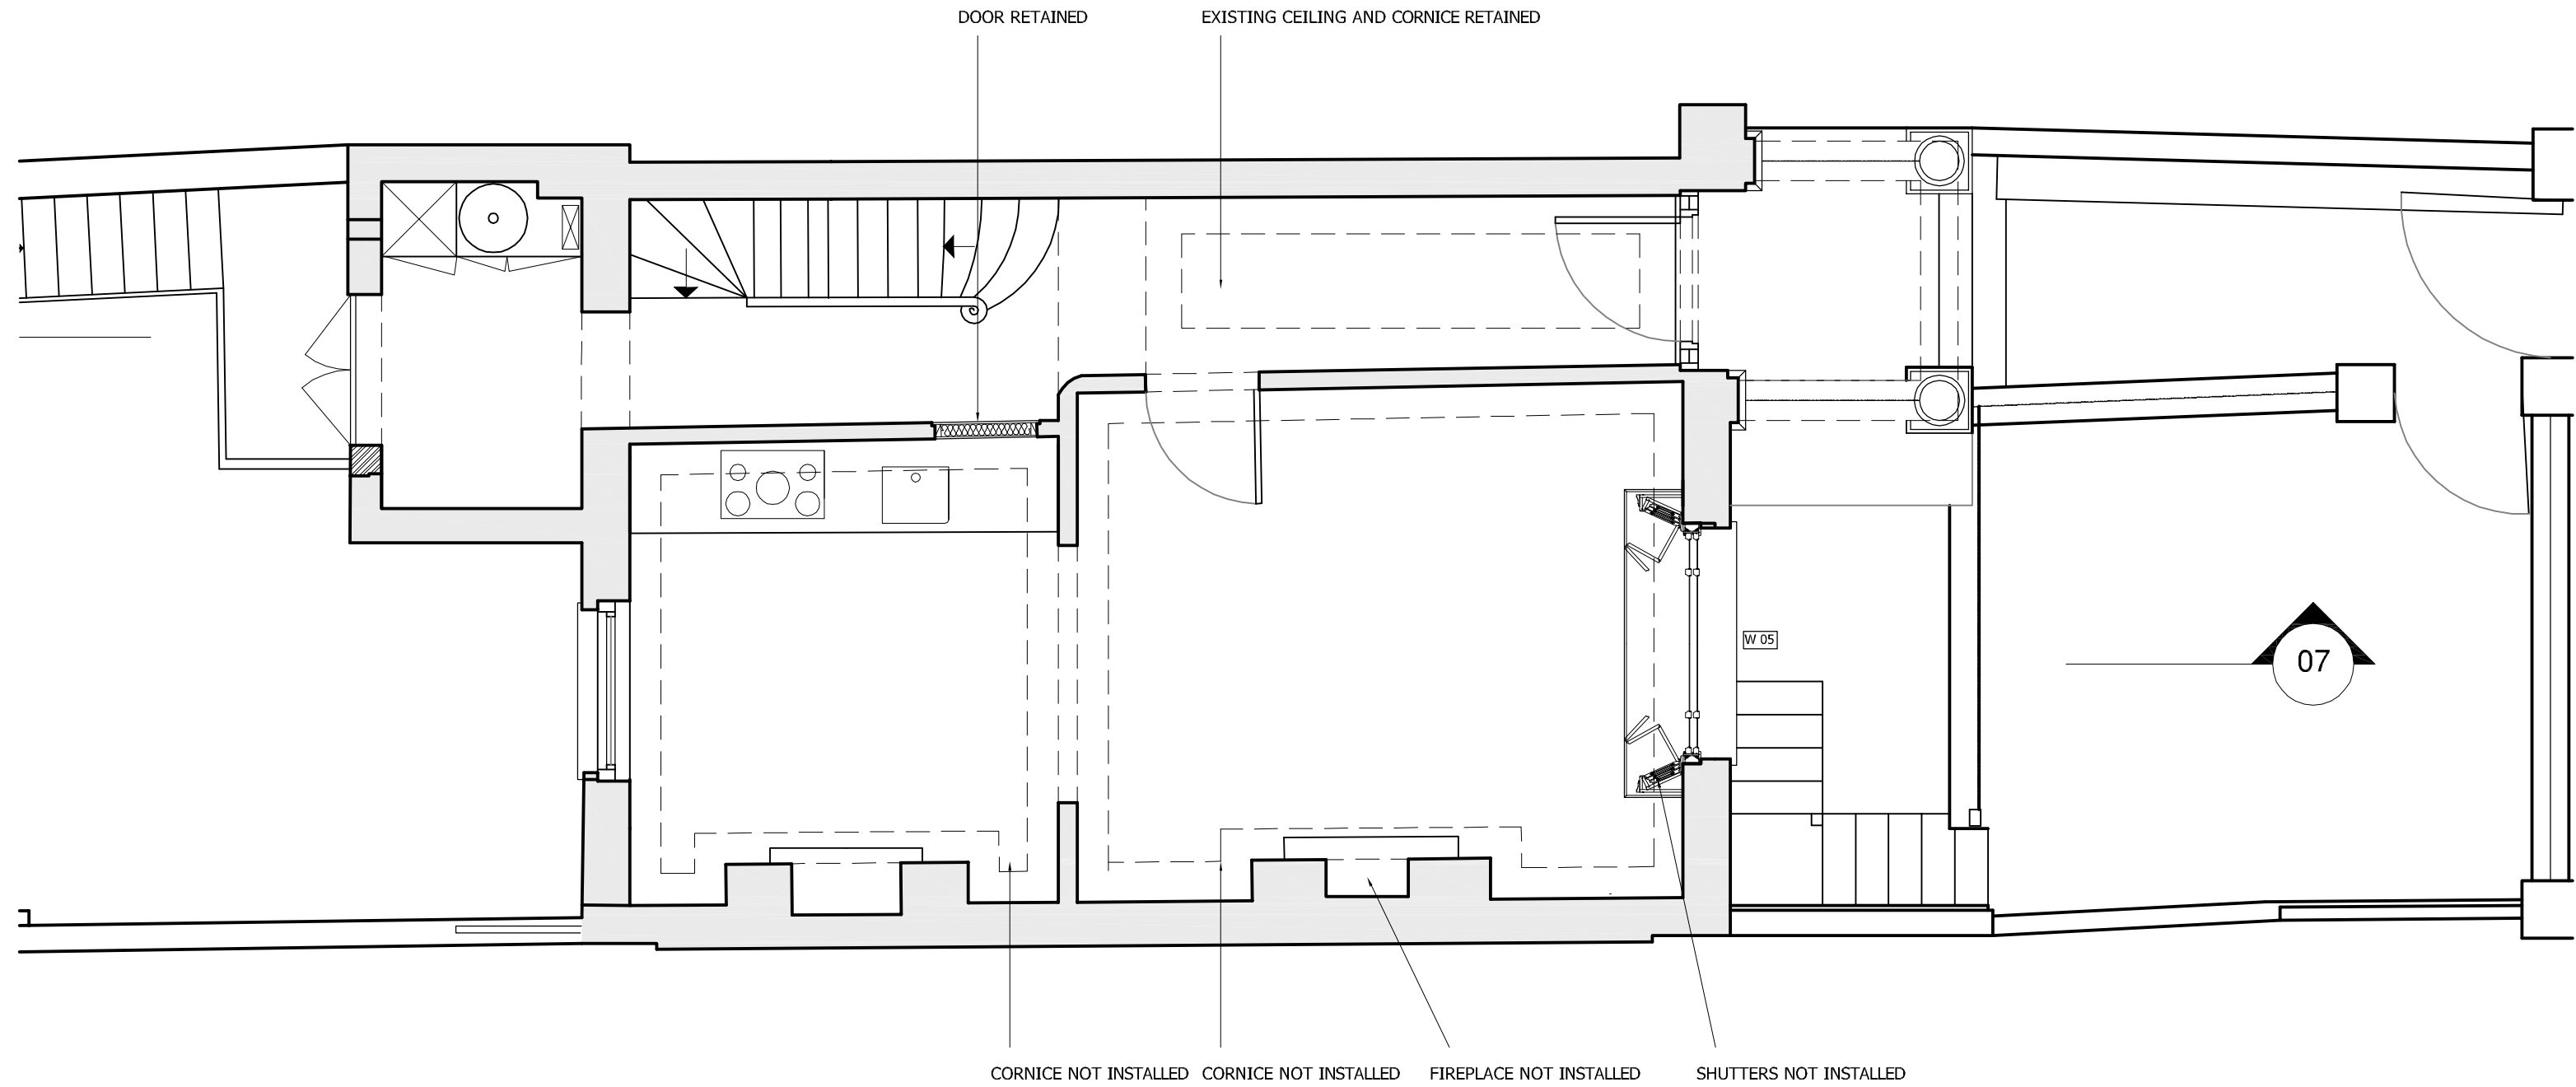 DOOR RETAINED
EXISTING CEILING AND CORNICE RETAINED
W 05
07
CORNICE NOT INSTALLED
CORNICE NOT INSTALLED
FIREPLACE NOT INSTALLED
SHUTTERS NOT INSTALLED